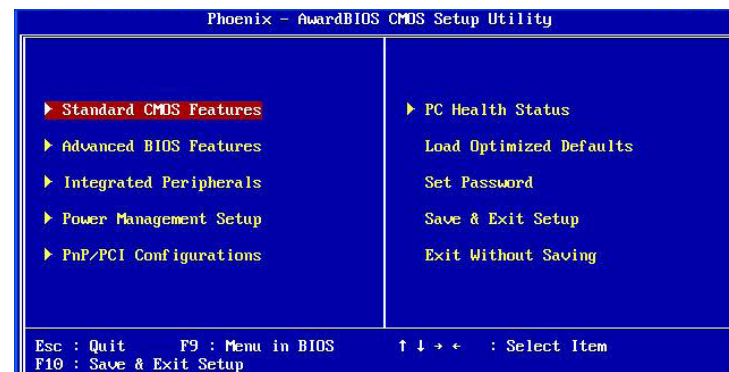 Phoenix - AwardBIOS CMOS Setup Utility
Standard CMOS Features
Advanced BIOS Features
Integrated Peripherals
Power Management Setup
PnP/PCI Configurations
PC Health Status
Load Optimized Defaults
Set Password
Save & Exit Setup
Exit Without Saving
Esc : Quit F9 : Menu in BIOS ↑ ↓ → ← : Select Item
F10 : Save & Exit Setup